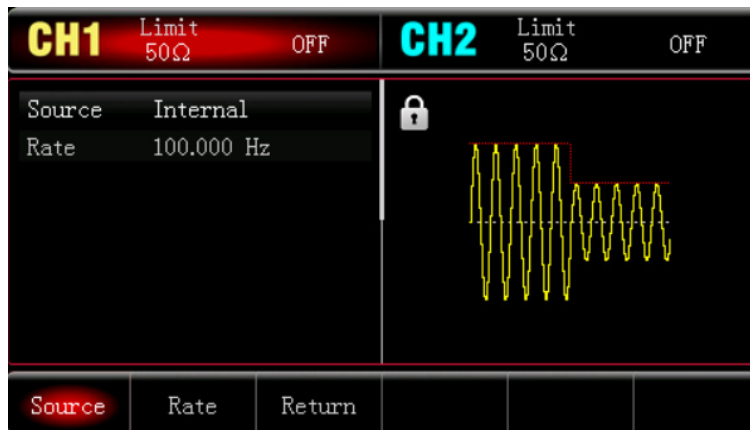 CH1 Limit 50Ω OFF CH2 Limit 50Ω OFF
Source Internal
Rate 100.000 Hz
Source Rate Return